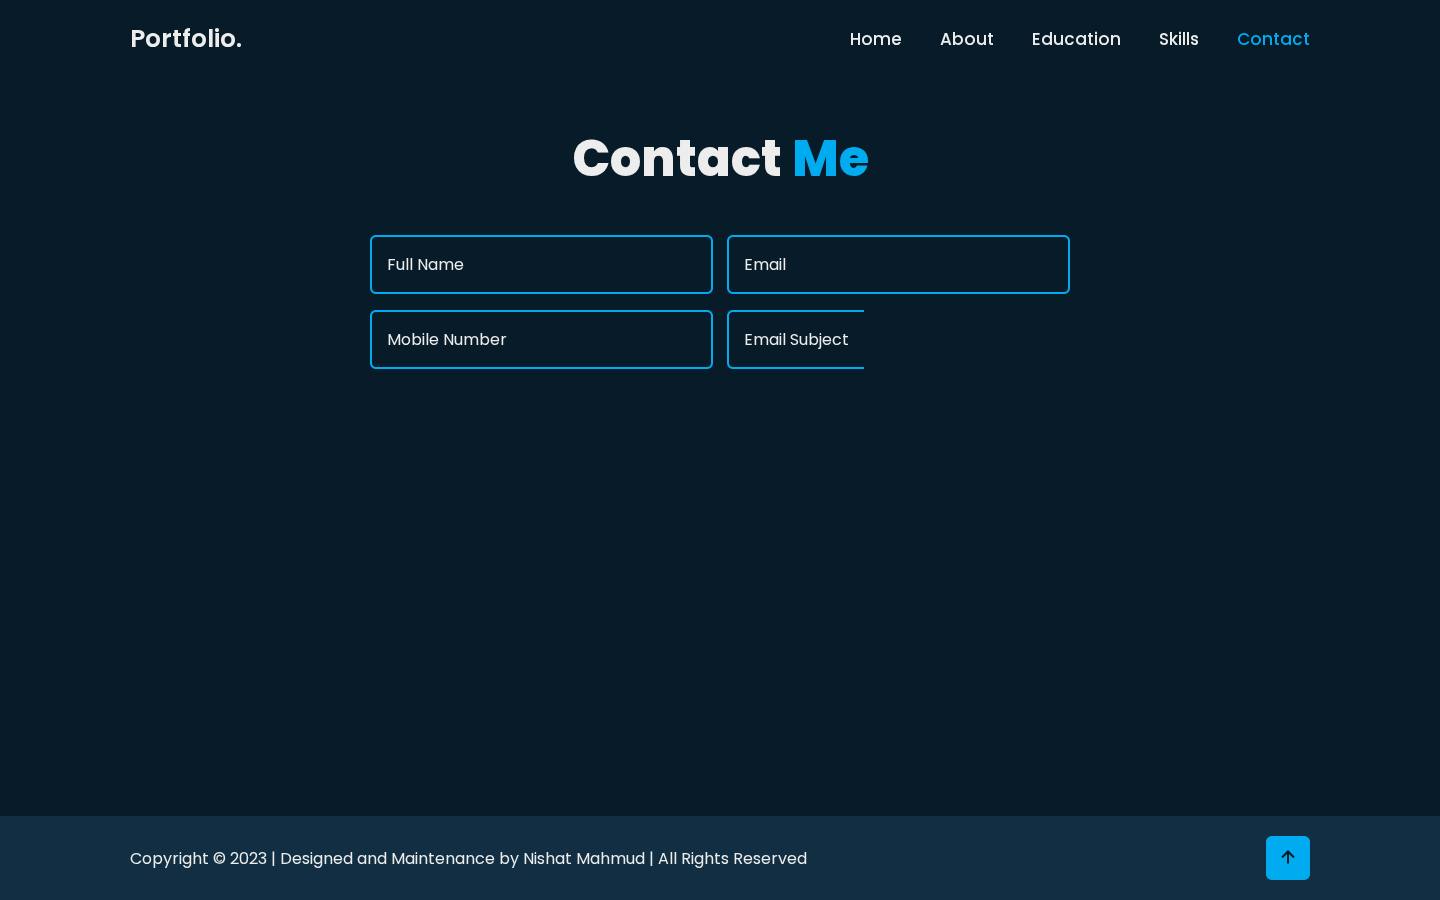 Portfolio.
Home About Education Skills Contact
Contact Me
Full Name Email
Mobile Number Email Subject
Copyright © 2023 | Designed and Maintenance by Nishat Mahmud | All Rights Reserved